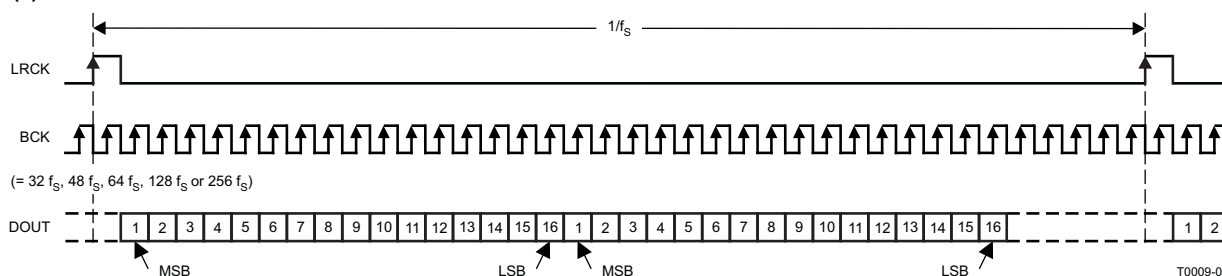 1/fS
LRCK
BCK
(= 32 fS, 48 fS, 64 fS, 128 fS or 256 fS)
DOUT 1 2 3 4 5 6 7 8 9 10 11 12 13 14 15 16 1 2 3 4 5 6 7 8 9 10 11 12 13 14 15 16 1 2
MSB LSB MSB LSB
T0009-0